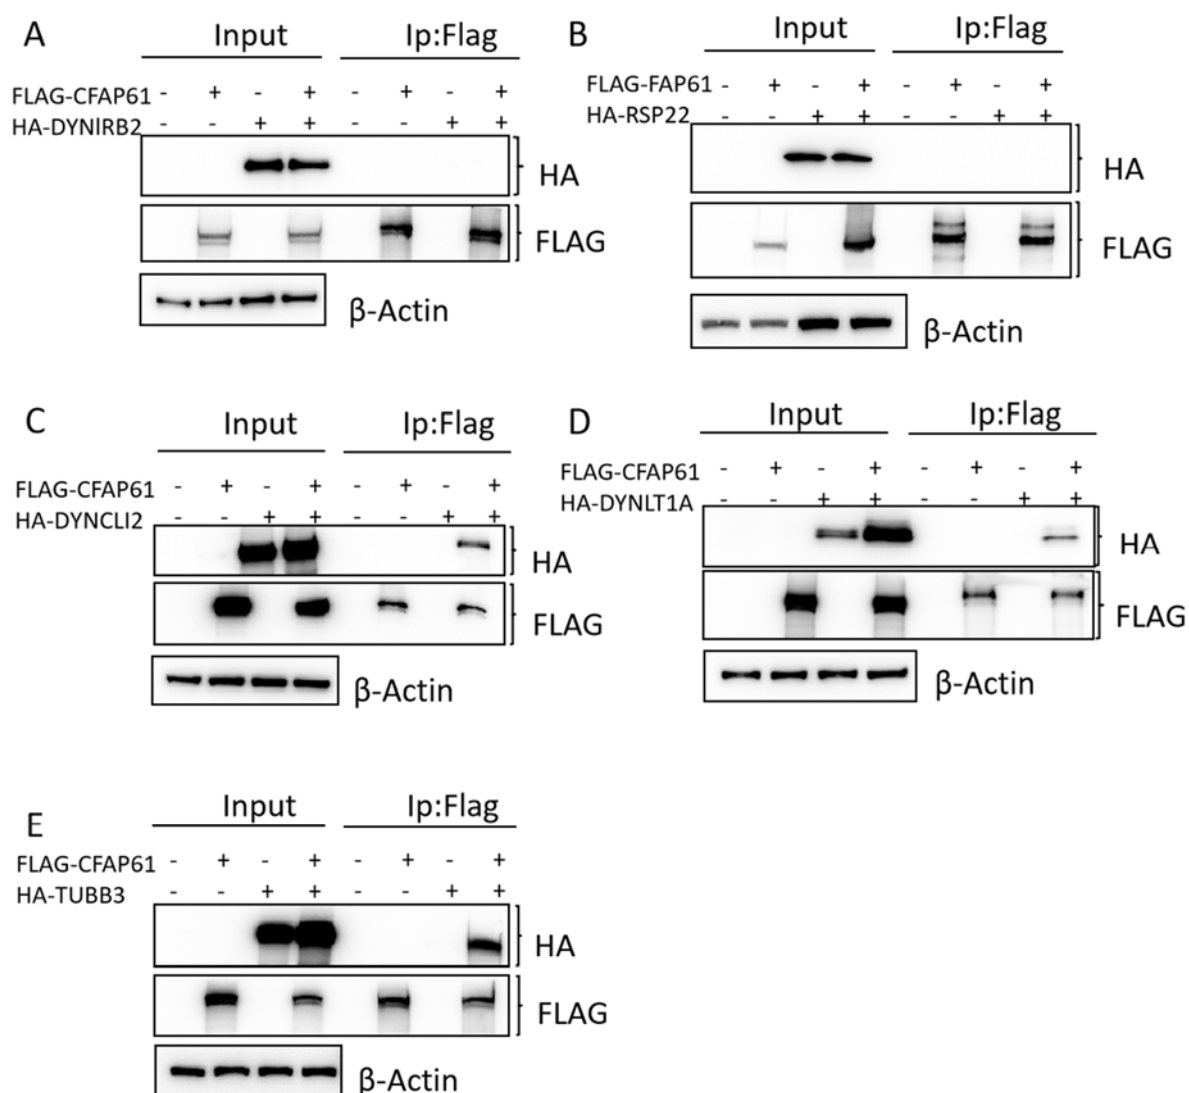 A
Input Ip:Flag
FLAG-CFAP61 - + - + - + - +
HA-DYNlRB2 - - + + - - + +
HA
FLAG
β-Actin
B
Input Ip:Flag
FLAG-FAP61 - + - + - + - +
HA-RSP22 - - + + - - + +
HA
FLAG
β-Actin
C
Input Ip:Flag
FLAG-CFAP61 - + - + - + - +
HA-DYNCLI2 - - + + - - + +
HA
FLAG
β-Actin
D
Input Ip:Flag
FLAG-CFAP61 - + - + - + - +
HA-DYNLT1A - - + + - - + +
HA
FLAG
β-Actin
E
Input Ip:Flag
FLAG-CFAP61 - + - + - + - +
HA-TUBB3 - - + + - - + +
HA
FLAG
β-Actin